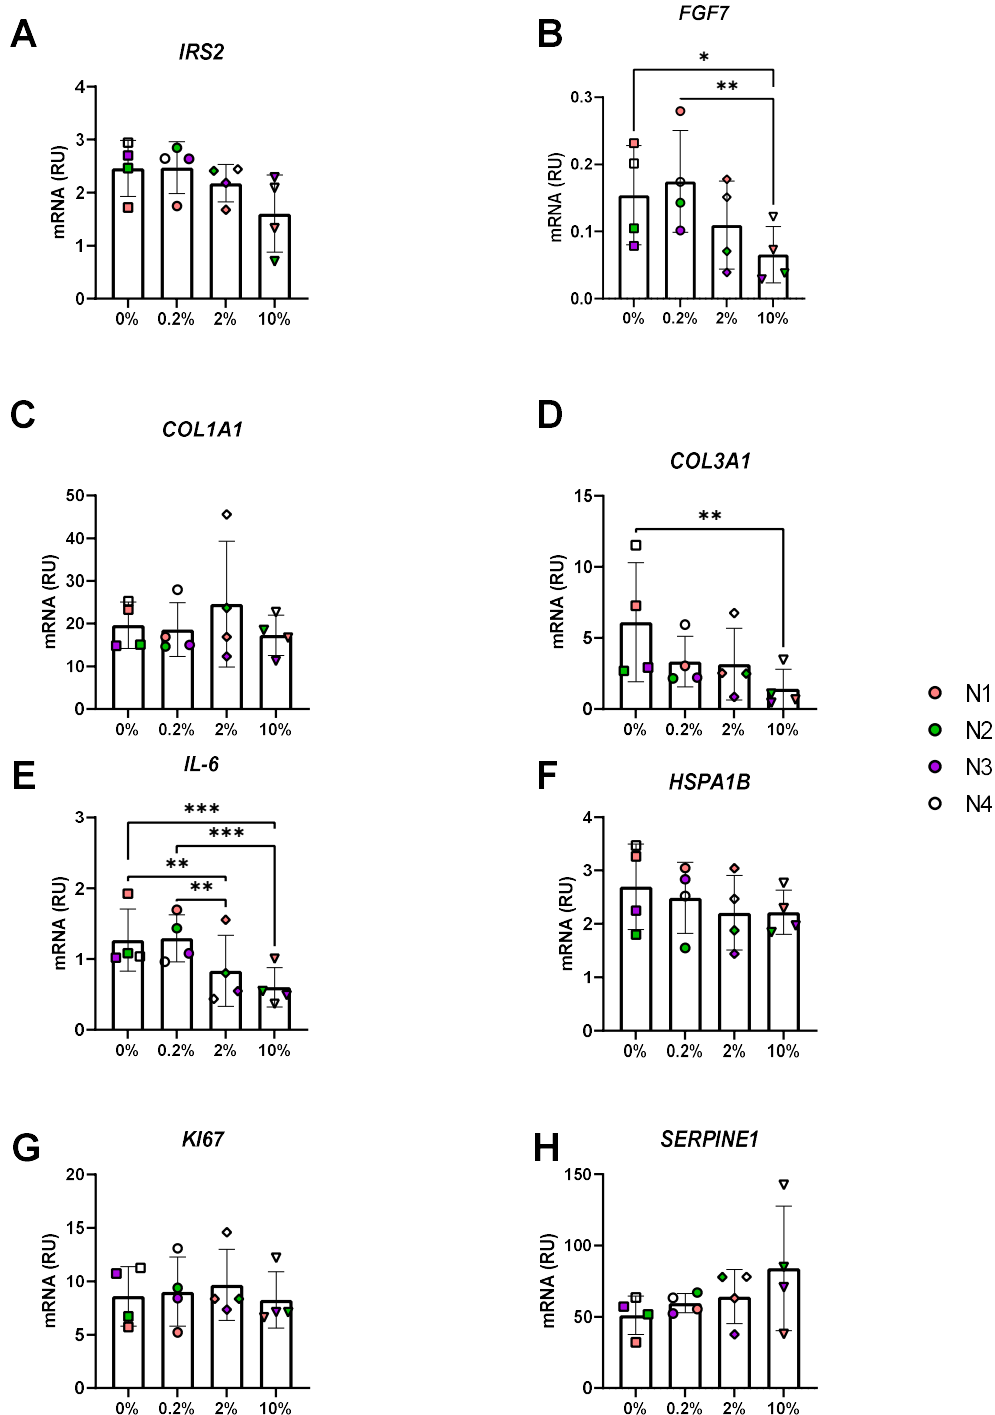 A
IRS2
mRNA (RU)
4
3
2
1
0
0% 0.2% 2% 10%
B
FGF7
*
**
mRNA (RU)
0.3
0.2
0.1
0.0
0% 0.2% 2% 10%
C
COL1A1
mRNA (RU)
50
40
30
20
10
0
0% 0.2% 2% 10%
D
COL3A1
**
mRNA (RU)
15
10
5
0
0% 0.2% 2% 10%
N1
N2
N3
N4
E
IL-6
***
***
**
**
mRNA (RU)
3
2
1
0
0% 0.2% 2% 10%
F
HSPA1B
mRNA (RU)
4
3
2
1
0
0% 0.2% 2% 10%
G
KI67
mRNA (RU)
20
15
10
5
0
0% 0.2% 2% 10%
H
SERPINE1
mRNA (RU)
150
100
50
0
0% 0.2% 2% 10%